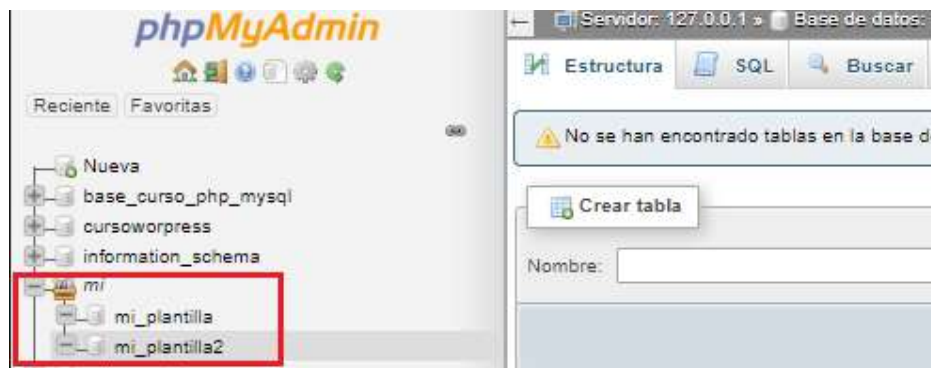 phpMyAdmin
Reciente Favoritas
Nueva
base_curso_php_mysql
cursoworpress
information_schema
mi
mi_plantilla
mi_plantilla2
Servidor: 127.0.0.1 » Base de datos:
Estructura SQL Buscar
No se han encontrado tablas en la base d
Crear tabla
Nombre: